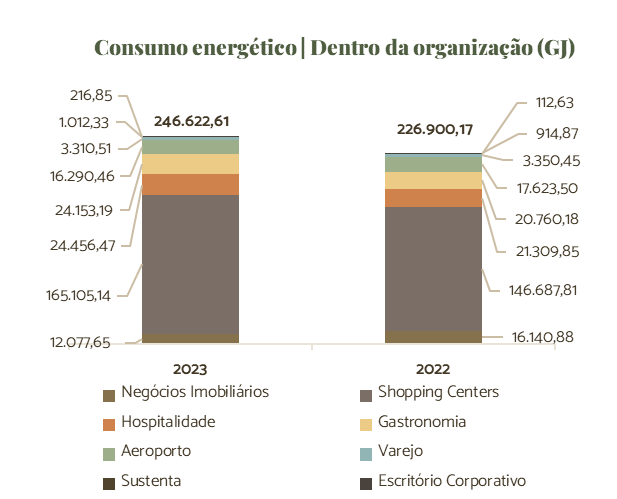 Consumo energético | Dentro da organização (GJ)
216,85
1.012,33
3.310,51
16.290,46
24.153,19
24.456,47
165.105,14
12.077,65
246.622,61
226.900,17
112,63
914,87
3.350,45
17.623,50
20.760,18
21.309,85
146.687,81
16.140,88
2023
2022
Negócios Imobiliários
Shopping Centers
Hospitalidade
Gastronomia
Aeroporto
Varejo
Sustenta
Escritório Corporativo